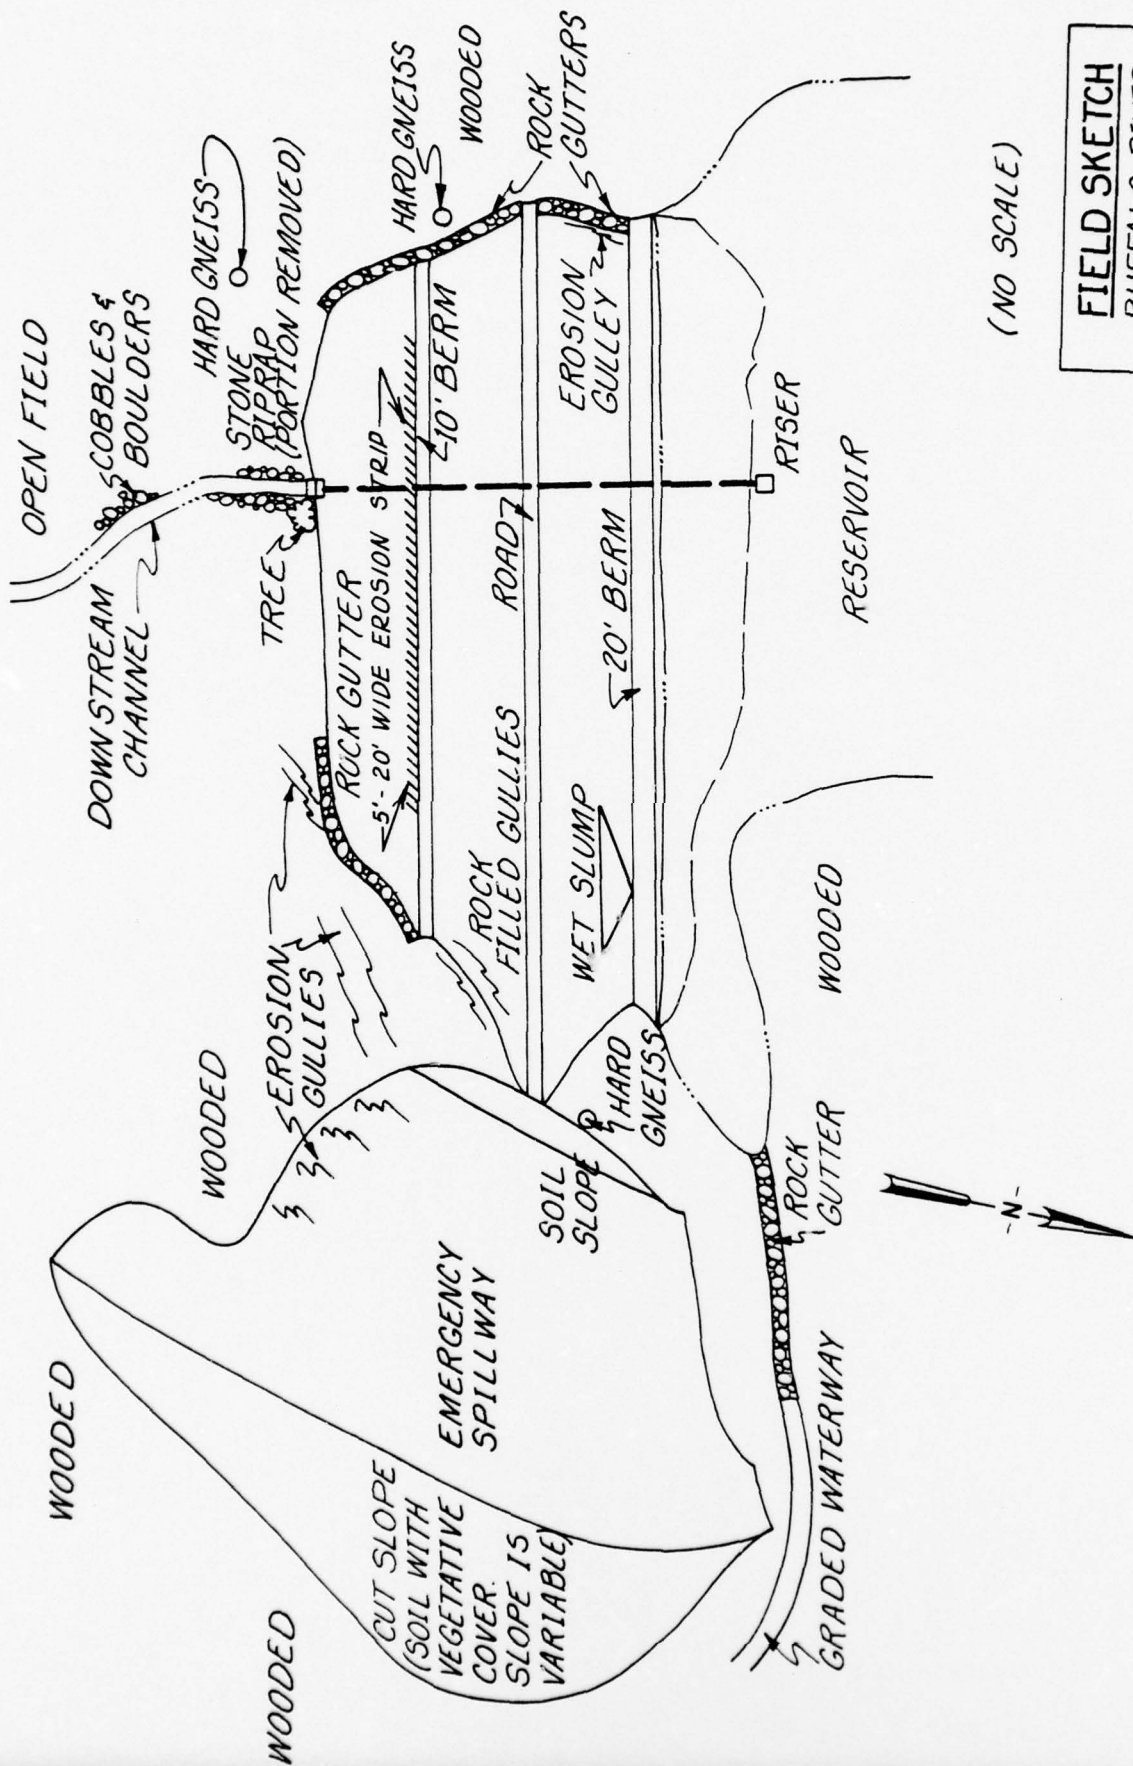 OPEN FIELD
DOWNSTREAM
CHANNEL
COBBLES &
BOULDERS
WOODED
WOODED
WOODED
TREE
STONE
RIPRAP
(PORTION REMOVED)
HARD GNEISS
EROSION
GULLIES
ROCK GUTTER
5'-20' WIDE EROSION STRIP
10' BERM
HARD GNEISS
WOODED
CUT SLOPE
(SOIL WITH
VEGETATIVE
COVER.
SLOPE IS
VARIABLE)
EMERGENCY
SPILLWAY
ROCK
FILLED GULLIES
ROAD
ROCK
GUTTERS
SOIL
SLOPE
HARD
GNEISS
WET SLUMP
20' BERM
EROSION
GULLEY
RISER
GRADED WATERWAY
ROCK
GUTTER
WOODED
RESERVOIR
-N-
(NO SCALE)
FIELD SKETCH